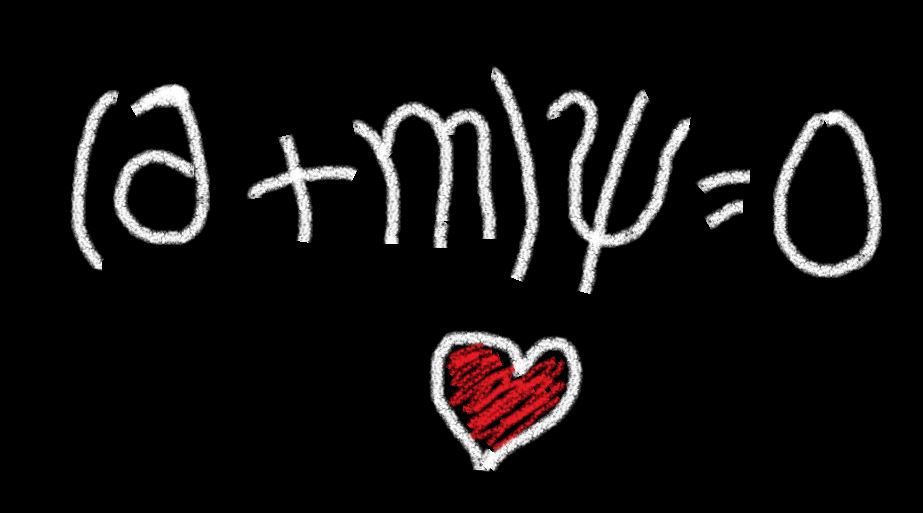 (∂ + m) ψ = 0